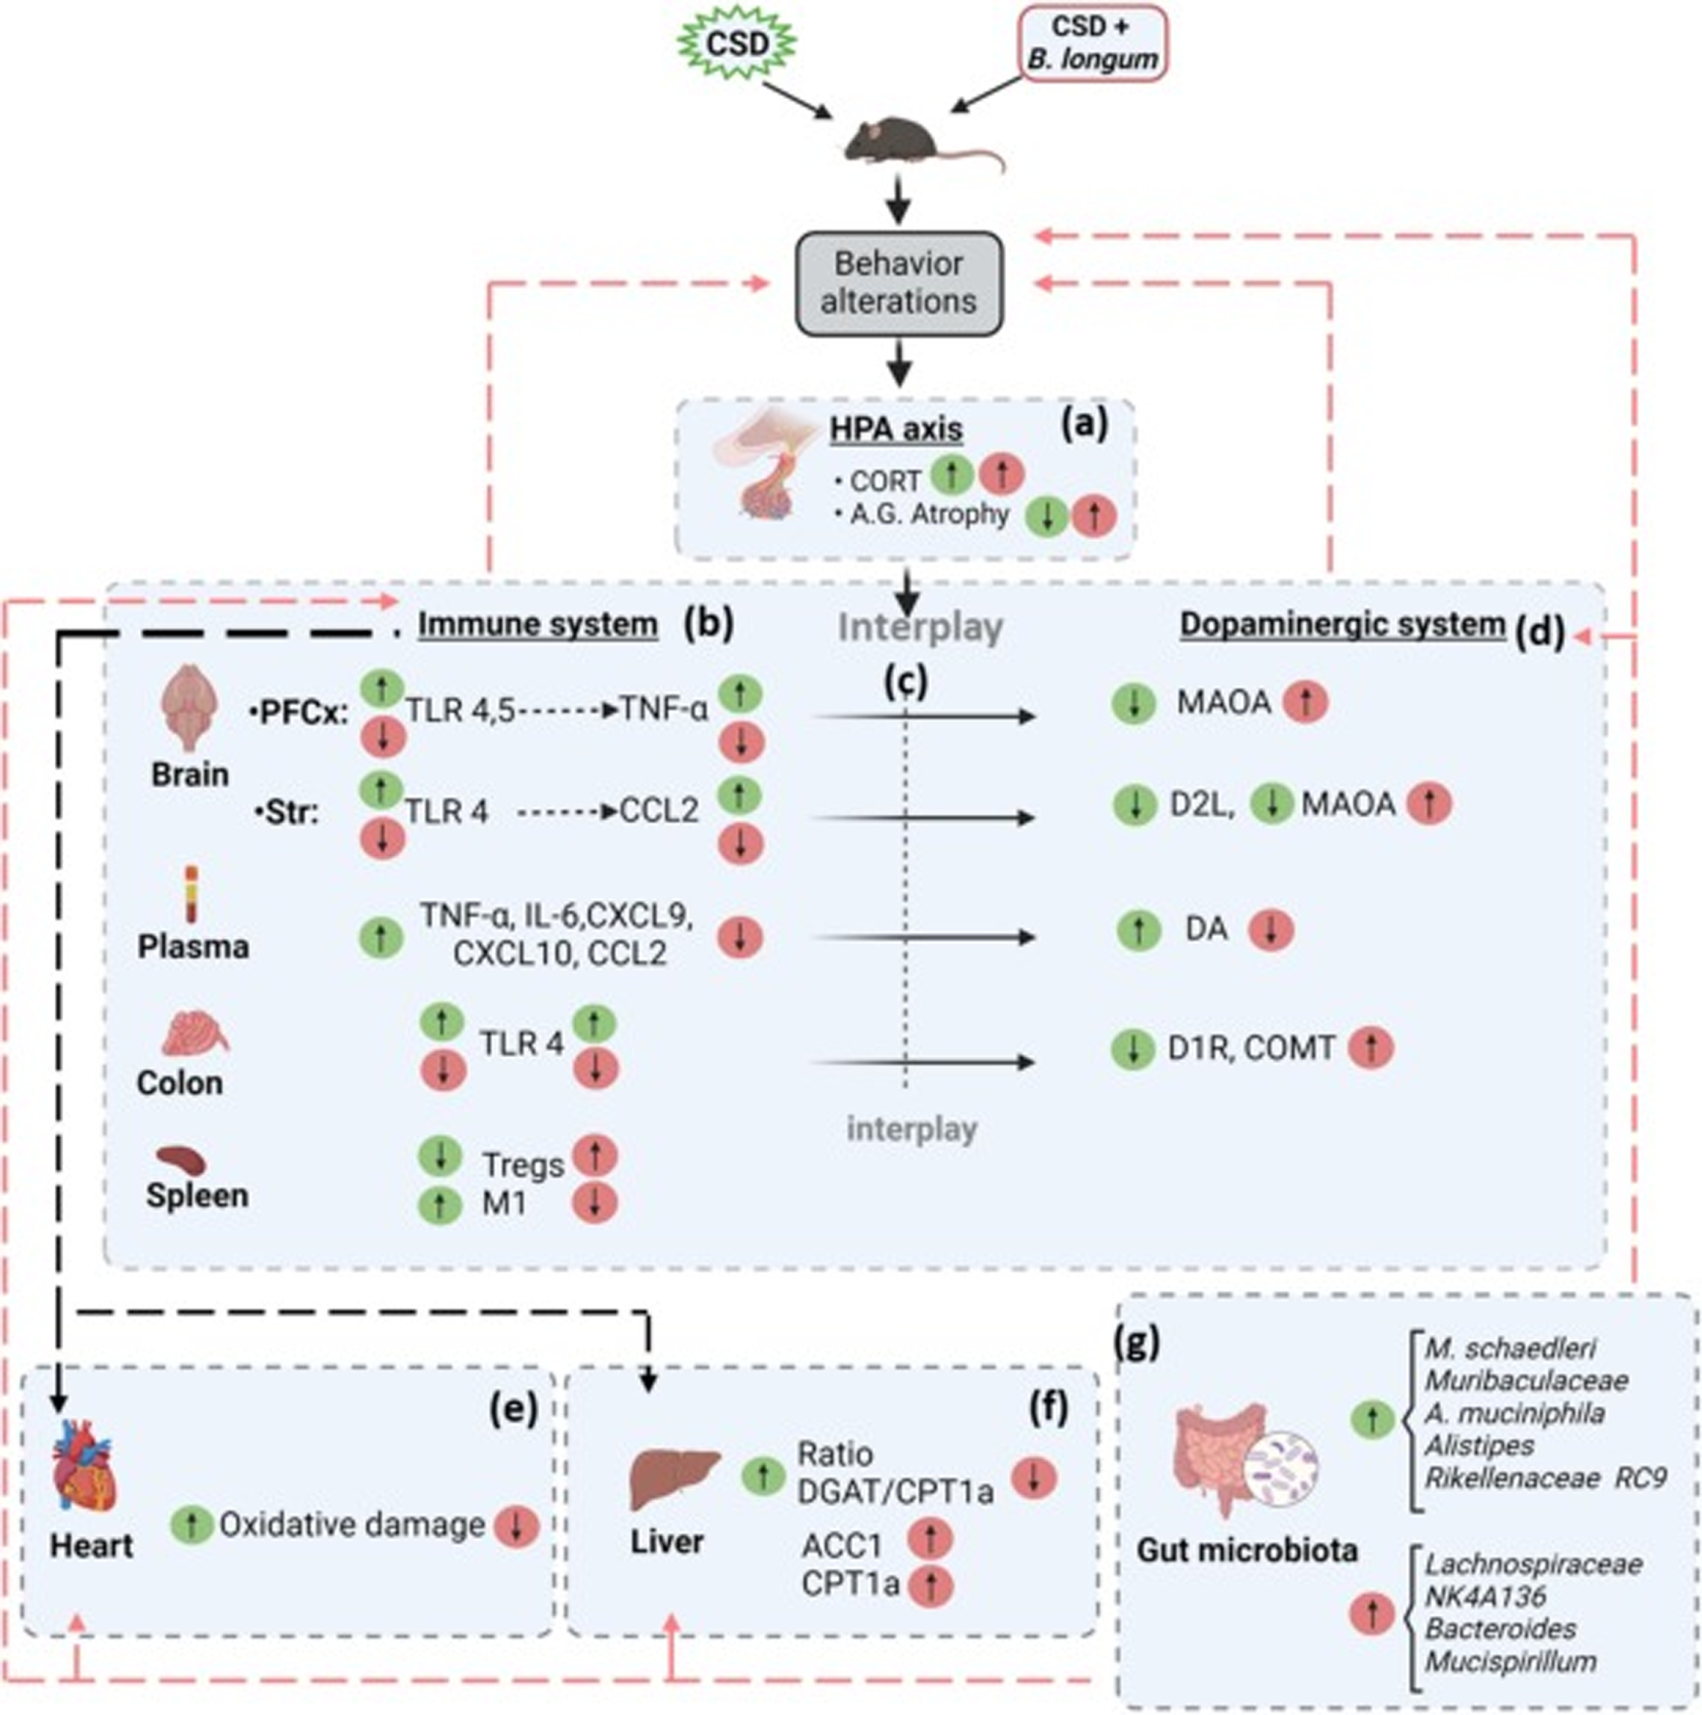 CSD
CSD +
B. longum
Behavior
alterations
(a)
HPA axis
• CORT ↑ ↑
• A.G. Atrophy ↓ ↑
Immune system (b)
Interplay
Dopaminergic system (d)
(c)
Brain
•PFCx: ↑ ↓ TLR 4,5 TNF-α ↑ ↓
↓ MAOA ↑
•Str: ↑ ↓ TLR 4 CCL2 ↑ ↓
↓ D2L, ↓ MAOA ↑
Plasma
↑ TNF-α, IL-6,CXCL9,
CXCL10, CCL2 ↓
↑ DA ↓
Colon
↑ ↓ TLR 4 ↑ ↓
↓ D1R, COMT ↑
interplay
Spleen
↓ Tregs ↑
↑ M1 ↓
(e)
Heart
↑ Oxidative damage ↓
(f)
Liver
↑ Ratio
DGAT/CPT1a ↓
ACC1 ↑
CPT1a ↑
(g)
Gut microbiota
↑
M. schaedleri
Muribaculaceae
A. muciniphila
Alistipes
Rikellenaceae RC9
↑
Lachnospiraceae
NK4A136
Bacteroides
Mucispirillum